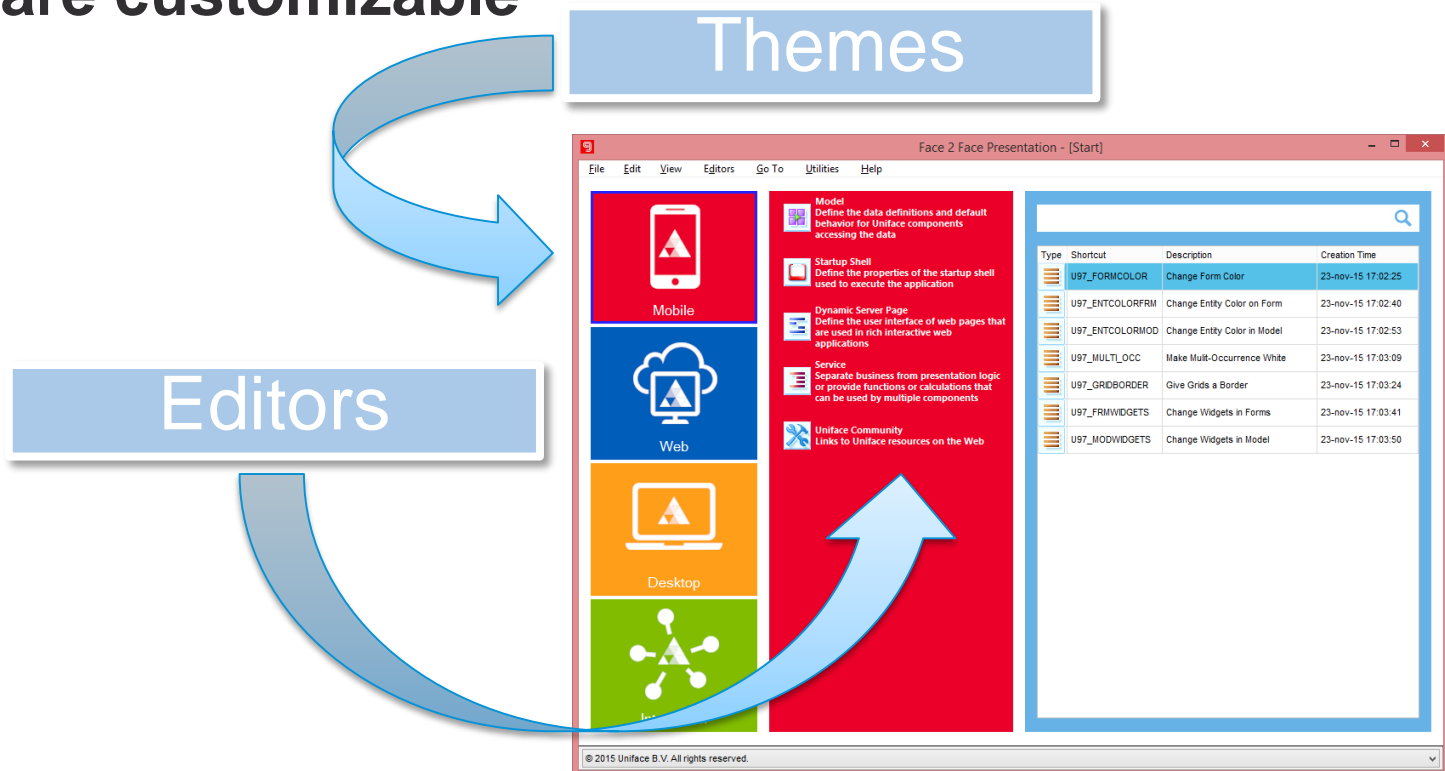 are customizable
Themes
Editors
Face 2 Face Presentation - [Start]
File Edit View Editors Go To Utilities Help
Mobile
Web
Desktop
Model
Define the data definitions and default
behavior for Uniface components
accessing the data
Startup Shell
Define the properties of the startup shell
used to execute the application
Dynamic Server Page
Define the user interface of web pages that
are used in rich interactive web
applications
Service
Separate business from presentation logic
or provide functions or calculations that
can be used by multiple components
Uniface Community
Links to Uniface resources on the Web
Type Shortcut Description Creation Time
U97_FORMCOLOR Change Form Color 23-nov-15 17:02:25
U97_ENTCOLORFRM Change Entity Color on Form 23-nov-15 17:02:40
U97_ENTCOLORMOD Change Entity Color in Model 23-nov-15 17:02:53
U97_MULTI_OCC Make Mulit-Occurrence White 23-nov-15 17:03:09
U97_GRIDBORDER Give Grids a Border 23-nov-15 17:03:24
U97_FRMWIDGETS Change Widgets in Forms 23-nov-15 17:03:41
U97_MODWIDGETS Change Widgets in Model 23-nov-15 17:03:50
© 2015 Uniface B.V. All rights reserved.